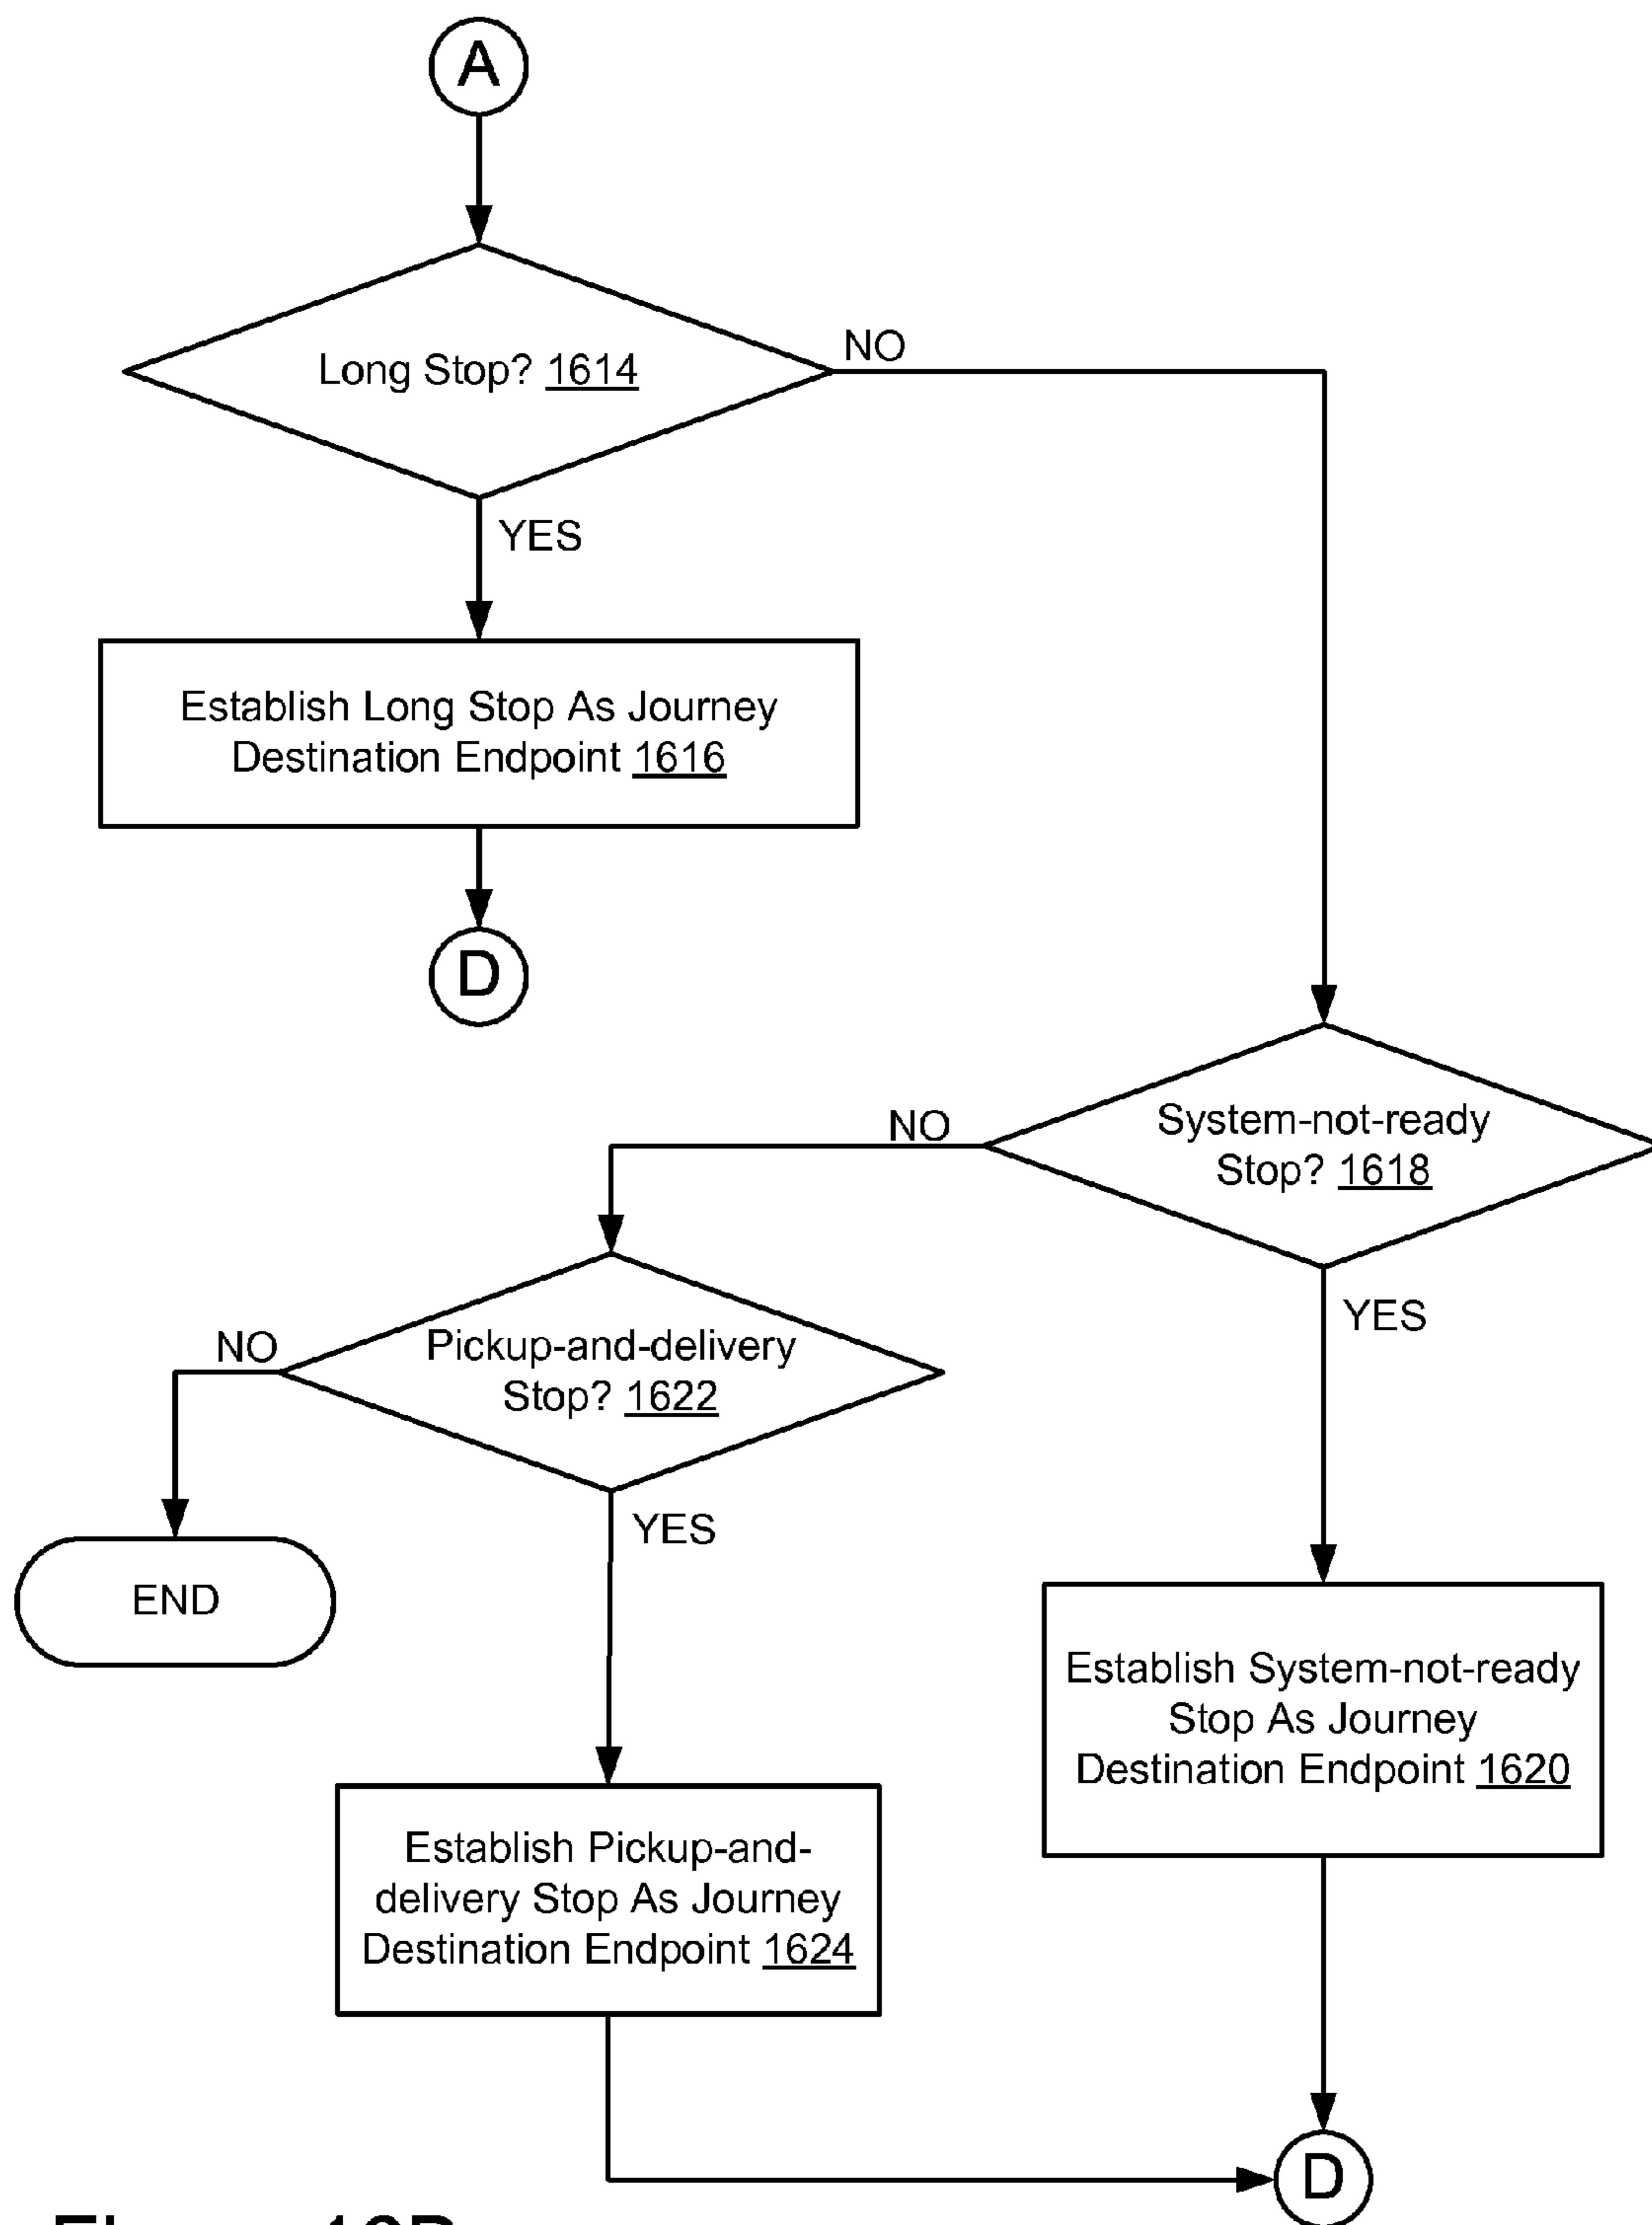 A
Long Stop? 1614
NO
YES
Establish Long Stop As Journey
Destination Endpoint 1616
D
System-not-ready
Stop? 1618
NO
YES
Pickup-and-delivery
Stop? 1622
NO
YES
END
Establish System-not-ready
Stop As Journey
Destination Endpoint 1620
Establish Pickup-and-
delivery Stop As Journey
Destination Endpoint 1624
D